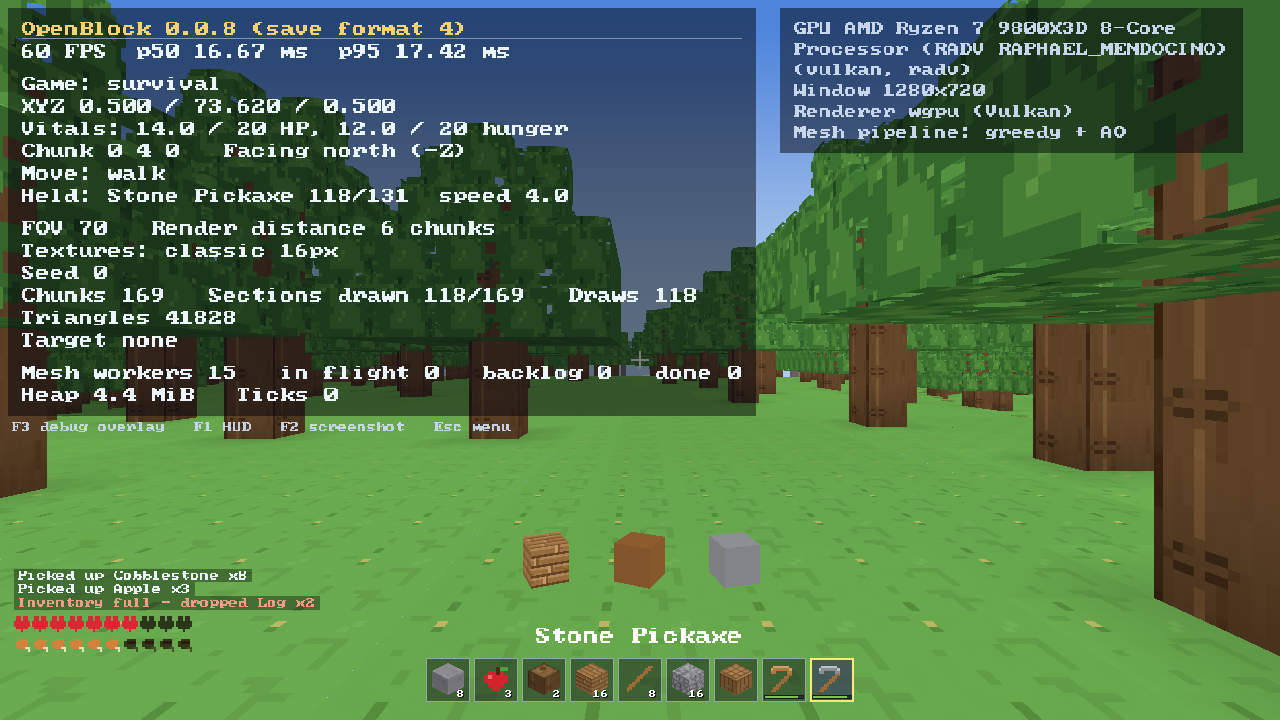 OpenBlock 0.0.8 (save format 4)
60 FPS p50 16.67 ms p95 17.42 ms
Game: survival
XYZ 0.500 / 73.620 / 0.500
Vitals: 14.0 / 20 HP, 12.0 / 20 hunger
Chunk 0 4 0 Facing north (-Z)
Move: walk
Held: Stone Pickaxe 118/131 speed 4.0
FOV 70 Render distance 6 chunks
Textures: classic 16px
Seed 0
Chunks 169 Sections drawn 118/169 Draws 118
Triangles 41828
Target none
Mesh workers 15 in flight 0 backlog 0 done 0
Heap 4.4 MiB Ticks 0
F3 debug overlay F1 HUD F2 screenshot Esc menu
GPU AMD Ryzen 7 9800X3D 8-Core
Processor (RADV RAPHAEL_MENDOCINO)
(vulkan, radv)
Window 1280x720
Renderer wgpu (Vulkan)
Mesh pipeline: greedy + AO
Picked up Cobblestone x8
Picked up Apple x3
Inventory full - dropped Log x2
Stone Pickaxe
8 3 2 16 8 16